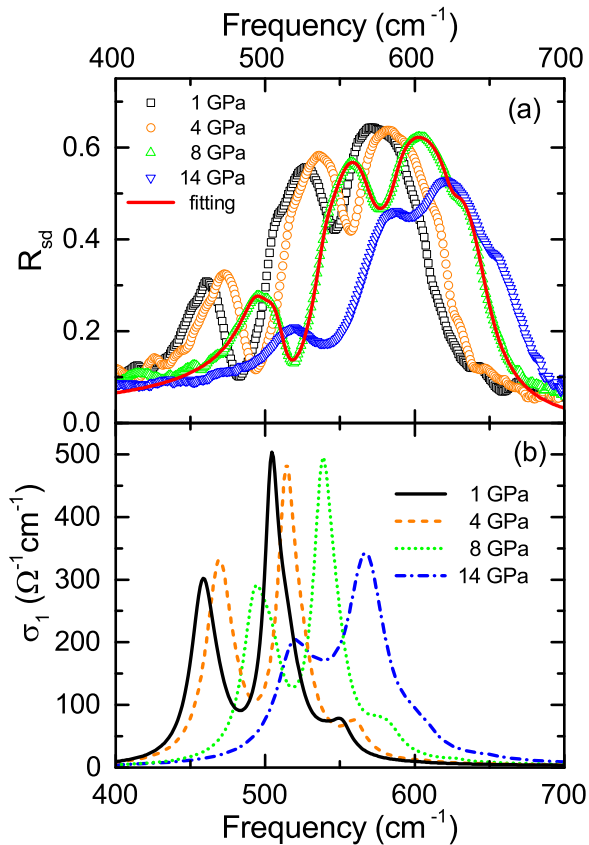 Frequency (cm⁻¹)
400 500 600 700
(a)
1 GPa
4 GPa
8 GPa
14 GPa
fitting
R_sd
0.6
0.4
0.2
0.0
(b)
1 GPa
4 GPa
8 GPa
14 GPa
σ₁ (Ω⁻¹cm⁻¹)
500
400
300
200
100
0
400 500 600 700
Frequency (cm⁻¹)